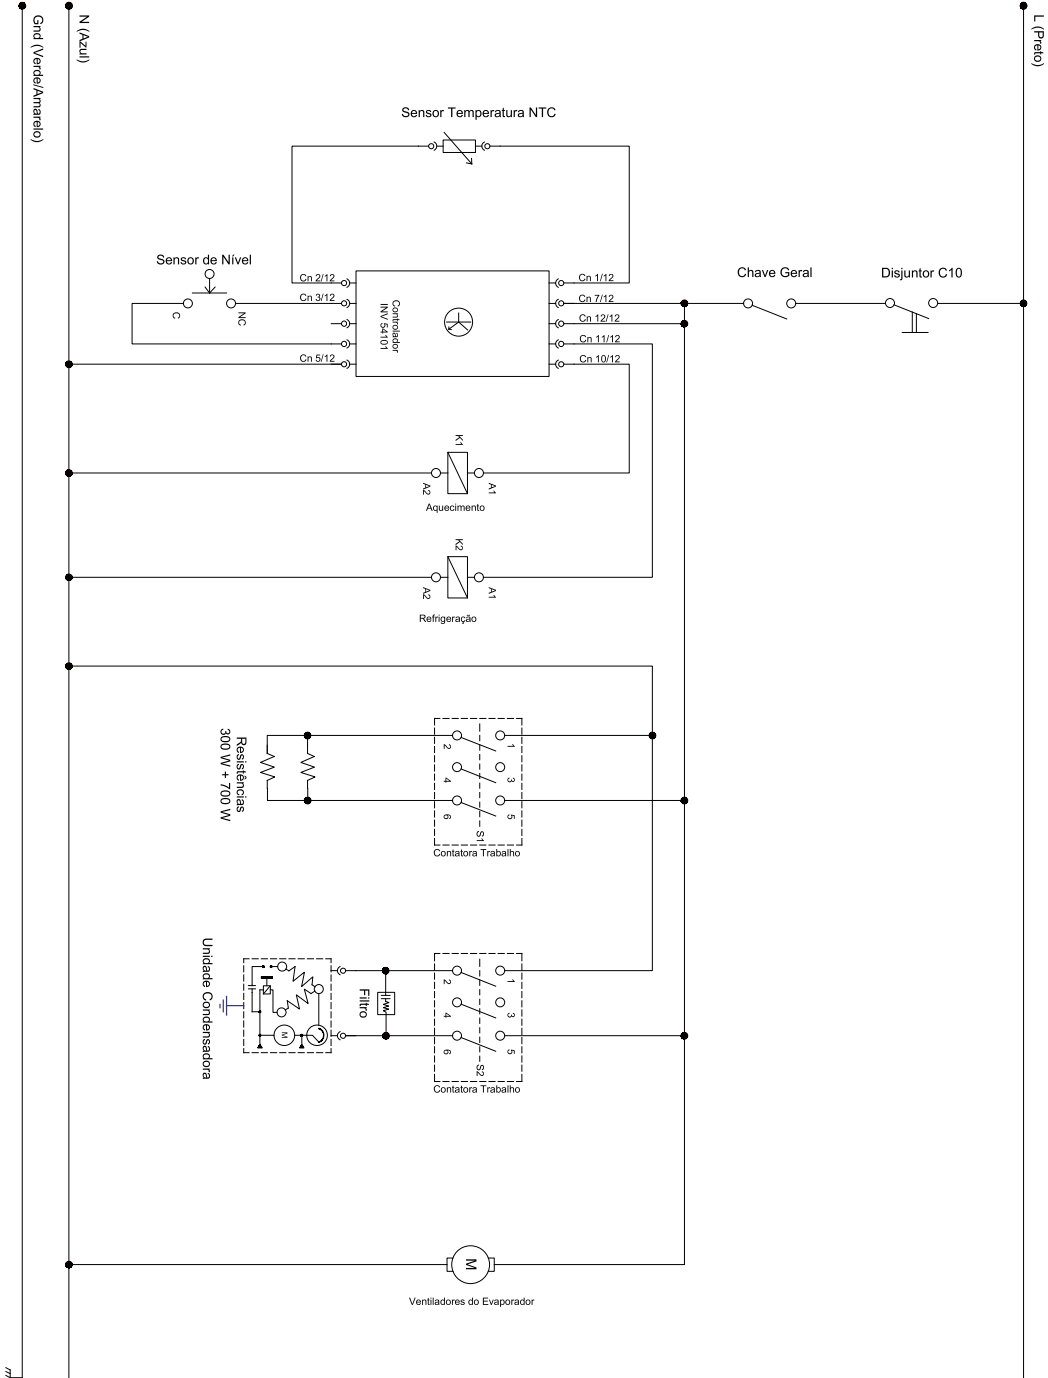 L (Preto)
N (Azul)
Gnd (Verde/Amarelo)
Sensor Temperatura NTC
Sensor de Nível
C
NC
Cn 2/12
Cn 3/12
Cn 5/12
Controlador
INV 54101
Cn 1/12
Cn 7/12
Cn 12/12
Cn 11/12
Cn 10/12
Chave Geral
Disjuntor C10
K1
A2
A1
Aquecimento
K2
A2
A1
Refrigeração
Resistências
300 W + 700 W
2
1
4
3
6
5
S1
Contatora Trabalho
Unidade Condensadora
M
Filtro
2
1
4
3
6
5
S2
Contatora Trabalho
M
Ventiladores do Evaporador